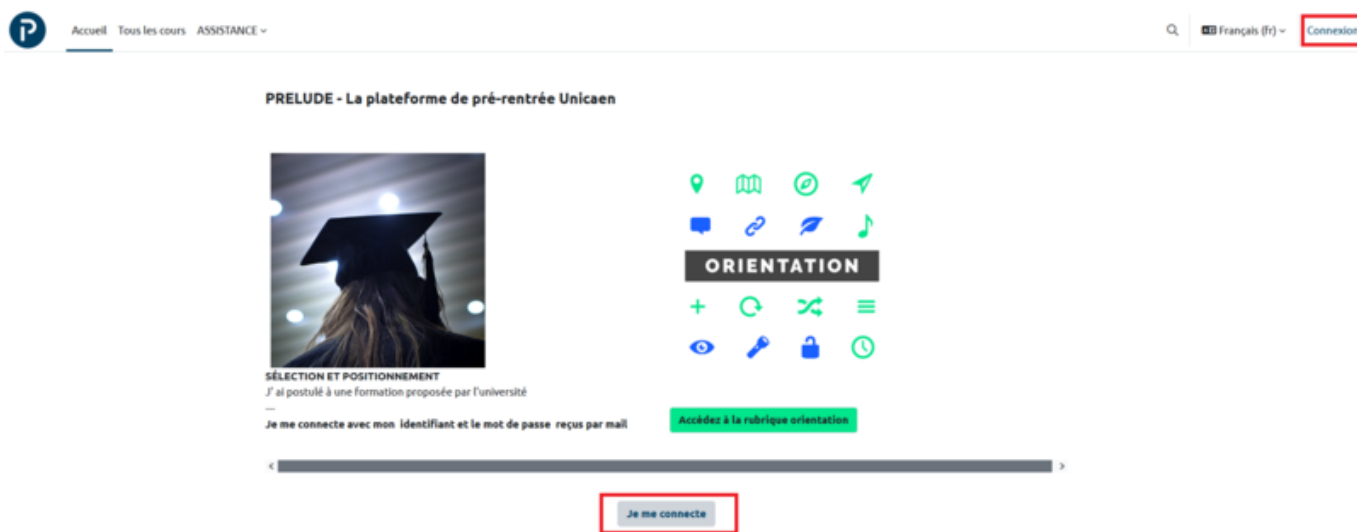 Accueil Tous les cours ASSISTANCE
Français (fr)
Connexion
PRELUDE - La plateforme de pré-rentrée Unicaen
ORIENTATION
SÉLECTION ET POSITIONNEMENT
J' ai postulé à une formation proposée par l'université
---
Je me connecte avec mon identifiant et le mot de passe reçus par mail
Accédez à la rubrique orientation
Je me connecte